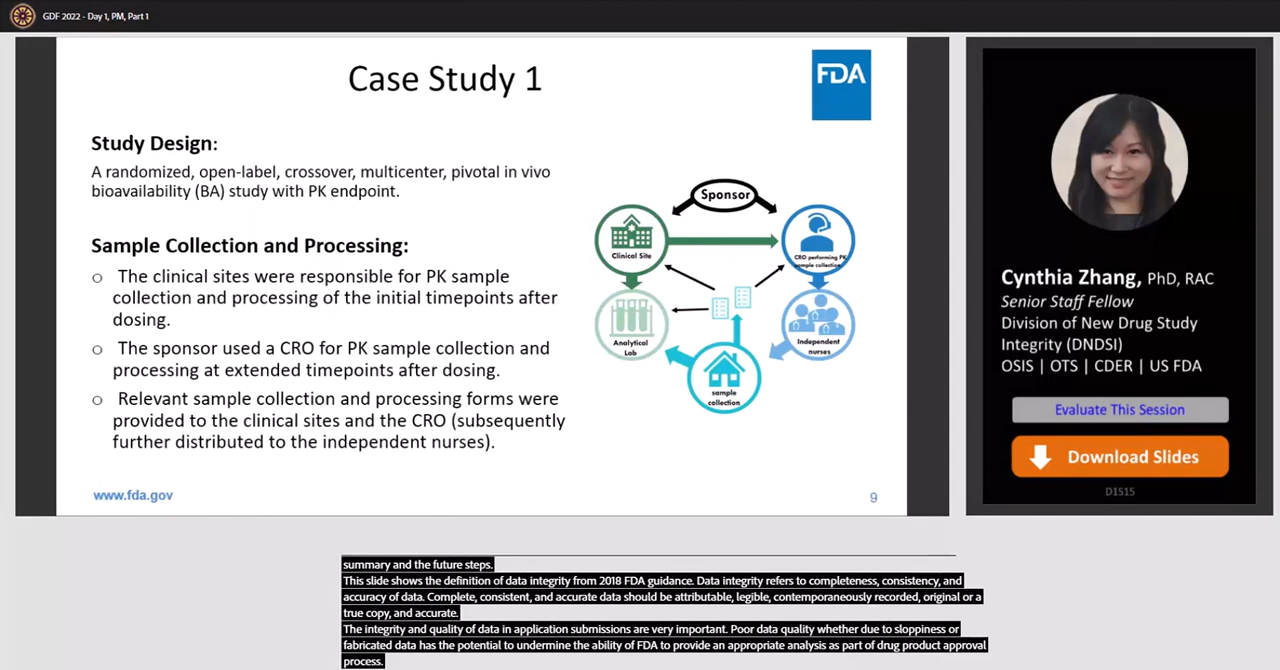 GDF 2022 - Day 1, PM, Part 1
Case Study 1
FDA
Study Design:
A randomized, open-label, crossover, multicenter, pivotal in vivo
bioavailability (BA) study with PK endpoint.
Sample Collection and Processing:
o The clinical sites were responsible for PK sample
collection and processing of the initial timepoints after
dosing.
o The sponsor used a CRO for PK sample collection and
processing at extended timepoints after dosing.
o Relevant sample collection and processing forms were
provided to the clinical sites and the CRO (subsequently
further distributed to the independent nurses).
Sponsor
Clinical Site
CRO performing PK
sample collection
Analytical
Lab
Independent
nurses
sample
collection
www.fda.gov
9
Cynthia Zhang, PhD, RAC
Senior Staff Fellow
Division of New Drug Study
Integrity (DNDSI)
OSIS | OTS | CDER | US FDA
Evaluate This Session
Download Slides
D1S15
summary and the future steps.
This slide shows the definition of data integrity from 2018 FDA guidance. Data integrity refers to completeness, consistency, and
accuracy of data. Complete, consistent, and accurate data should be attributable, legible, contemporaneously recorded, original or a
true copy, and accurate.
The integrity and quality of data in application submissions are very important. Poor data quality whether due to sloppiness or
fabricated data has the potential to undermine the ability of FDA to provide an appropriate analysis as part of drug product approval
process.